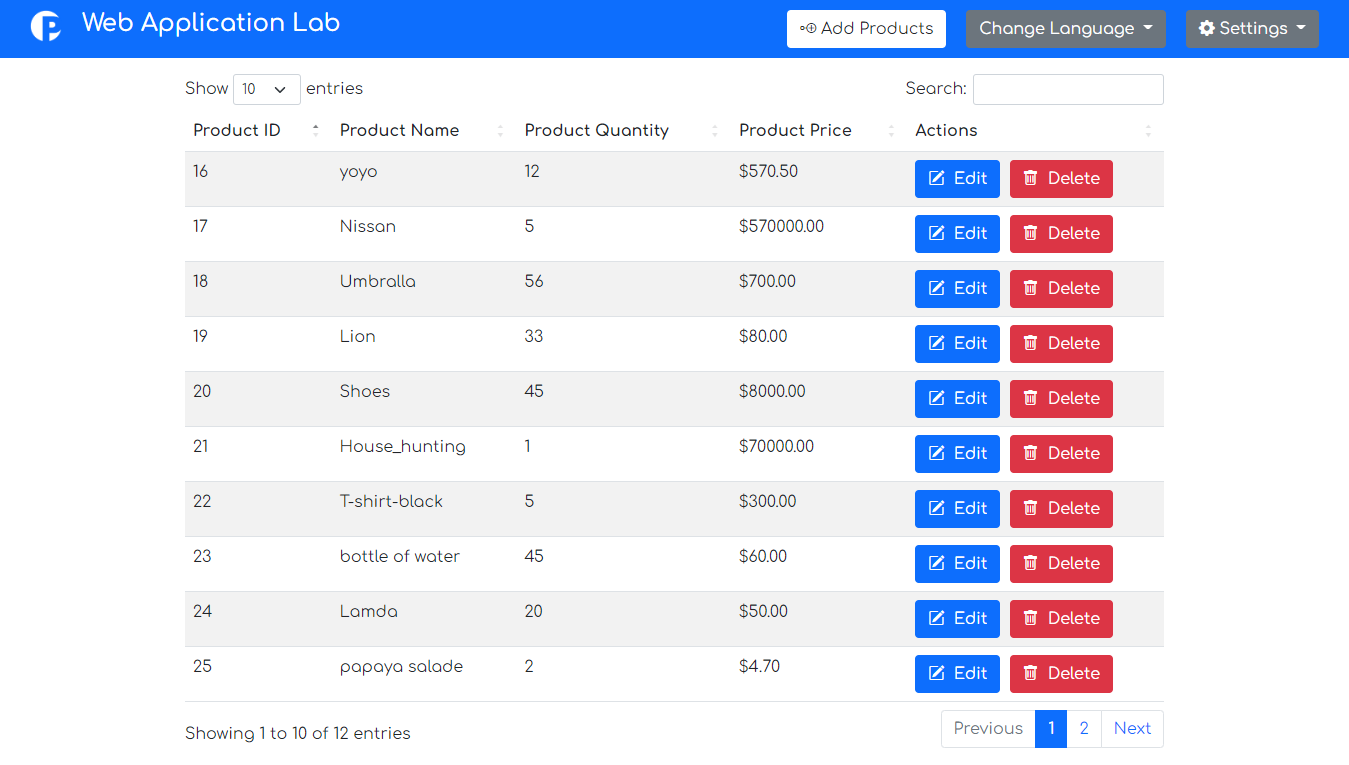 Web Application Lab
Add Products
Change Language
Settings
Show 10 entries
Search:
Product ID Product Name Product Quantity Product Price Actions
16 yoyo 12 $570.50 Edit Delete
17 Nissan 5 $570000.00 Edit Delete
18 Umbralla 56 $700.00 Edit Delete
19 Lion 33 $80.00 Edit Delete
20 Shoes 45 $8000.00 Edit Delete
21 House_hunting 1 $70000.00 Edit Delete
22 T-shirt-black 5 $300.00 Edit Delete
23 bottle of water 45 $60.00 Edit Delete
24 Lamda 20 $50.00 Edit Delete
25 papaya salade 2 $4.70 Edit Delete
Showing 1 to 10 of 12 entries
Previous 1 2 Next